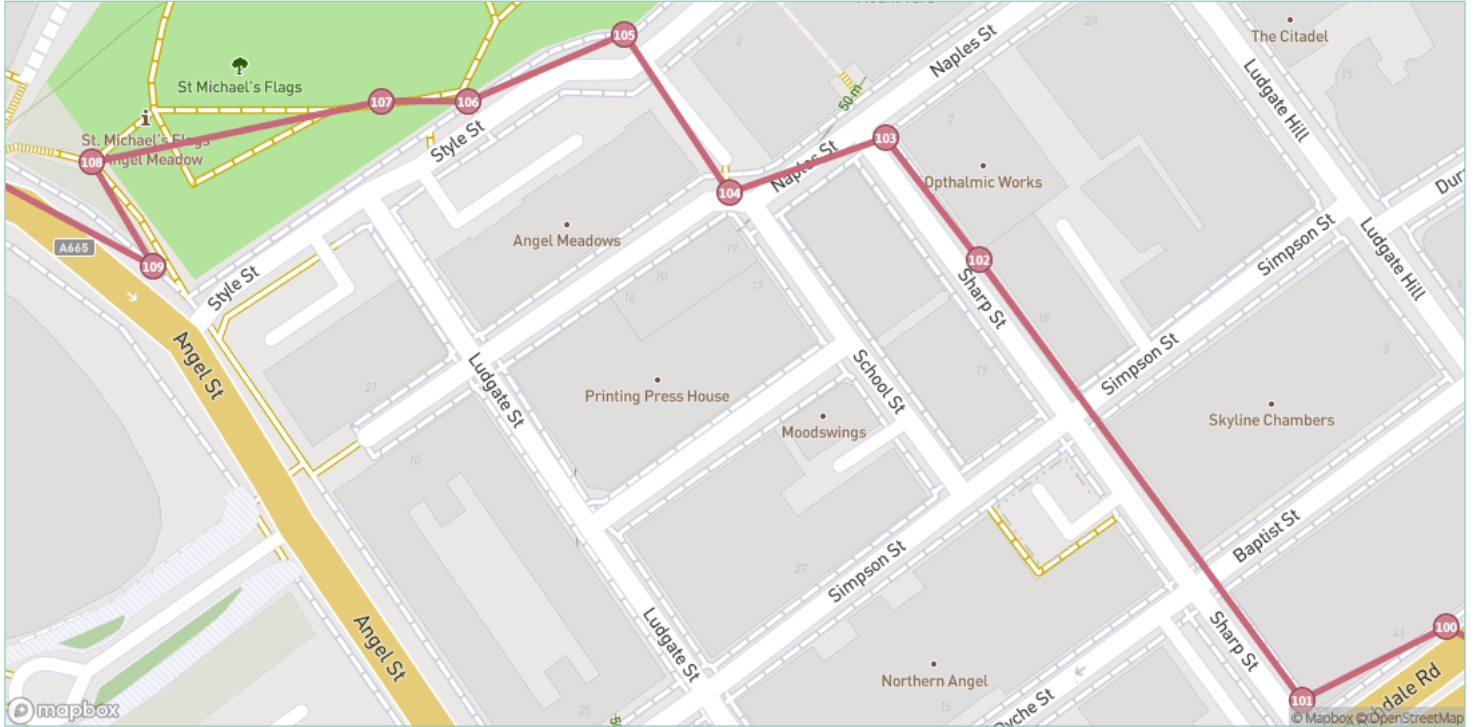 105
2
2A
The Citadel
15
Naples St
St Michael's Flags
107
106
50 m
Ludgate Hill
i
St. Michael's Flags
Angel Meadow
Style St
108
103
2
Naples St
Opthalmic Works
104
A665
109
Angel Meadows
19
20
16
17
102
Simpson St
Ludgate Hill
Style St
Sharp St
18
Angel St
Ludgate St
21
Printing Press House
School St
19
Simpson St
5
Skyline Chambers
Moodswings
10
27
Simpson St
Baptist St
Ludgate St
Angel St
Sharp St
41
100
Northern Angel
25
101
mapbox
© Mapbox © OpenStreetMap